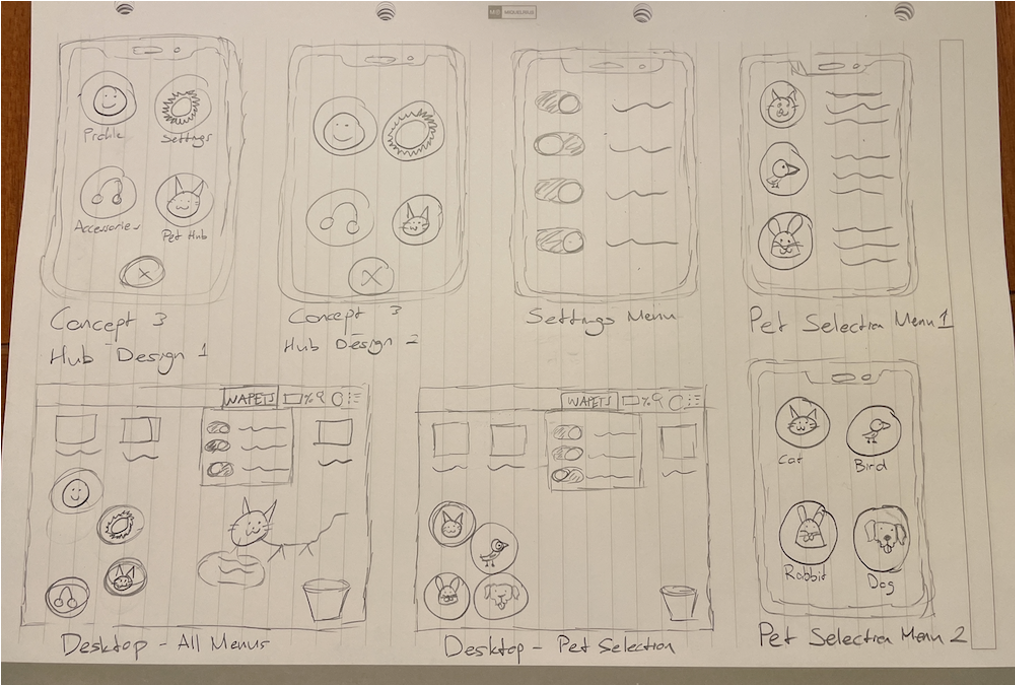 Profile
Settings
Accessories
Pet Hub
Concept 3
Hub Design 1
Concept 3
Hub Design 2
Settings Menu
Pet Selection Menu 1
WAPETS
Desktop - All Menus
WAPETS
Desktop - Pet Selection
Cat
Bird
Rabbit
Dog
Pet Selection Menu 2